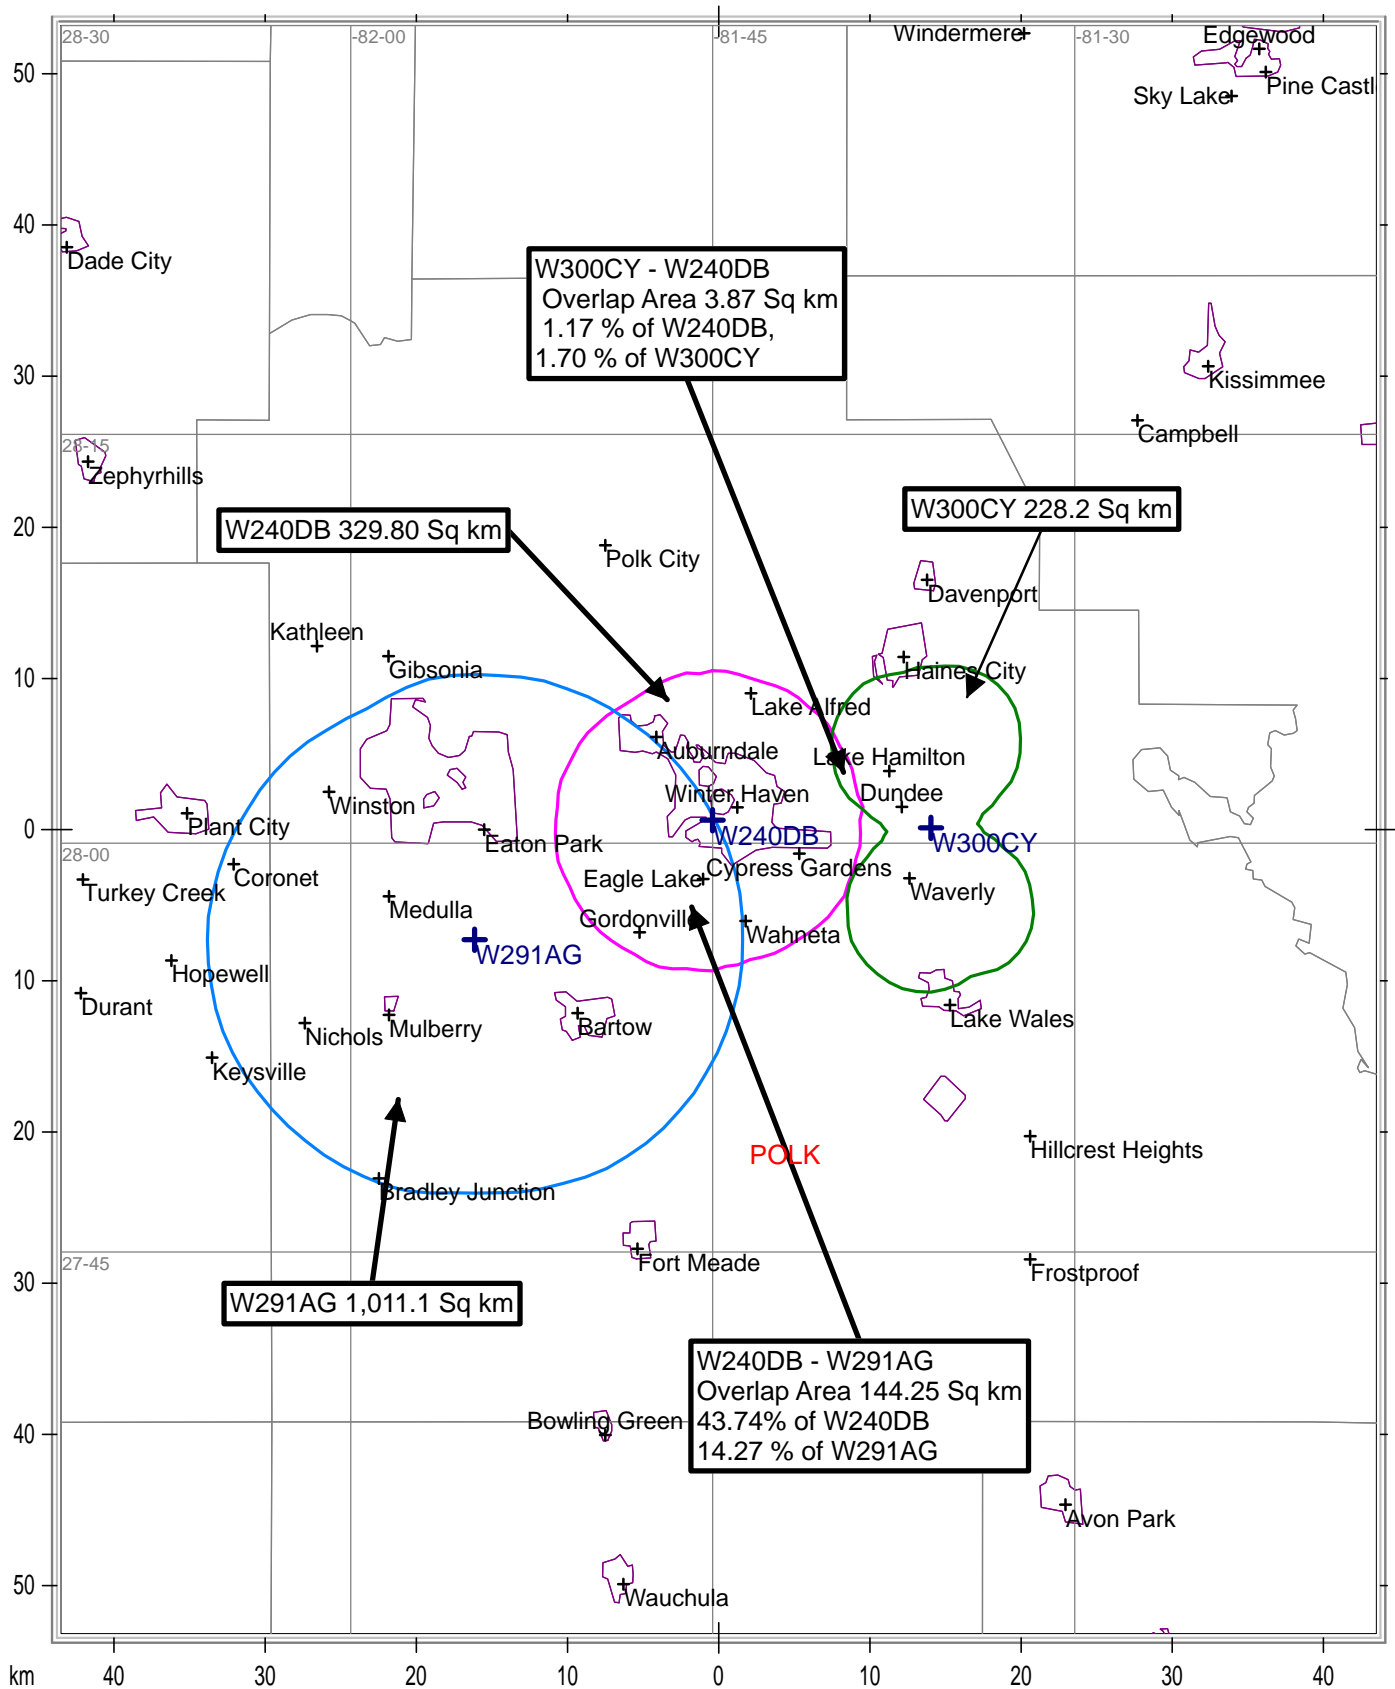 28-30
-82-00
-81-45
-81-30
Windermere
Edgewood
Pine Castl
Sky Lake
50
40
Dade City
W300CY - W240DB
Overlap Area 3.87 Sq km
1.17 % of W240DB,
1.70 % of W300CY
30
Kissimmee
Campbell
28-15
Zephyrhills
W300CY 228.2 Sq km
20
W240DB 329.80 Sq km
Polk City
Davenport
Kathleen
Gibsonia
Haines City
10
Lake Alfred
Auburndale
Lake Hamilton
Winston
Winter Haven
Dundee
Plant City
0
W240DB
W300CY
Eaton Park
28-00
Cypress Gardens
Coronet
Eagle Lake
Turkey Creek
Waverly
Medulla
Gordonville
Wahneta
W291AG
Hopewell
10
Durant
Nichols
Mulberry
Bartow
Lake Wales
Keysville
20
POLK
Hillcrest Heights
Bradley Junction
27-45
Fort Meade
Frostproof
30
W291AG 1,011.1 Sq km
W240DB - W291AG
Overlap Area 144.25 Sq km
43.74% of W240DB
14.27 % of W291AG
Bowling Green
40
Avon Park
50
Wauchula
km
40
30
20
10
0
10
20
30
40